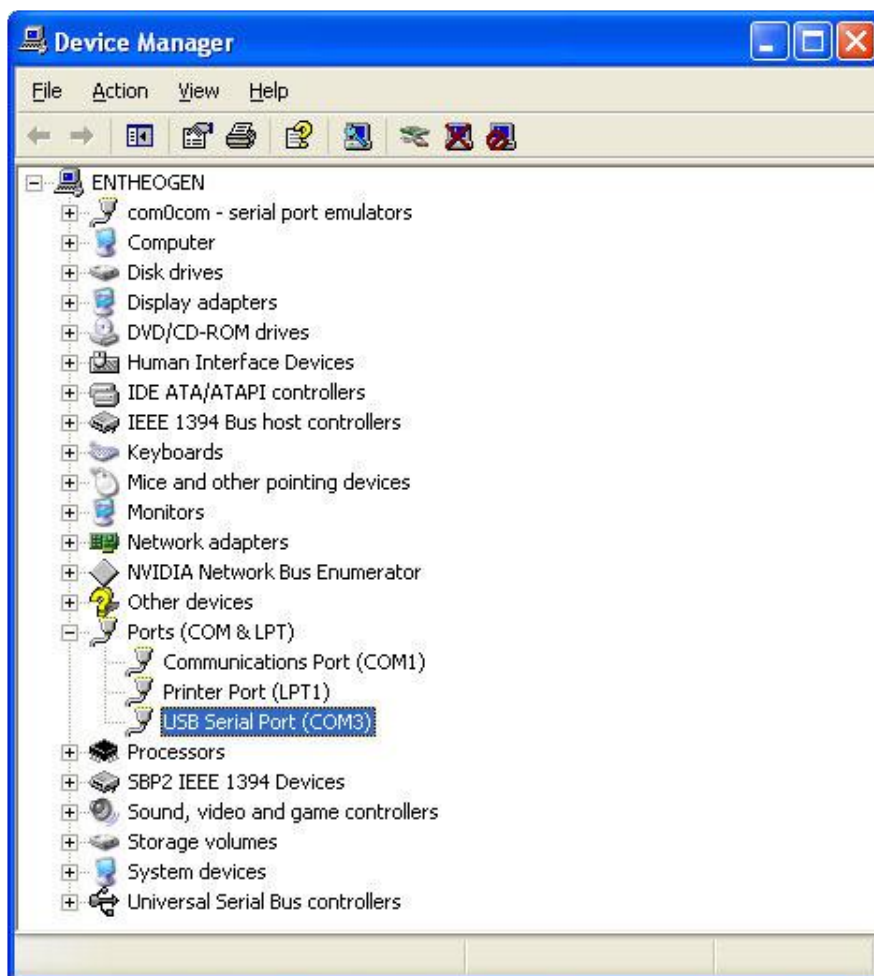 Device Manager
File Action View Help
ENTHEOGEN
com0com - serial port emulators
Computer
Disk drives
Display adapters
DVD/CD-ROM drives
Human Interface Devices
IDE ATA/ATAPI controllers
IEEE 1394 Bus host controllers
Keyboards
Mice and other pointing devices
Monitors
Network adapters
NVIDIA Network Bus Enumerator
Other devices
Ports (COM & LPT)
Communications Port (COM1)
Printer Port (LPT1)
USB Serial Port (COM3)
Processors
SBP2 IEEE 1394 Devices
Sound, video and game controllers
Storage volumes
System devices
Universal Serial Bus controllers